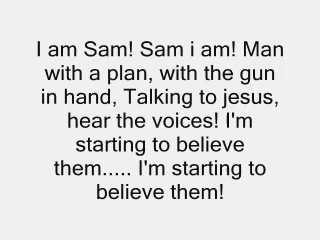 I am Sam! Sam i am! Man
with a plan, with the gun
in hand, Talking to jesus,
hear the voices! I'm
starting to believe
them..... I'm starting to
believe them!